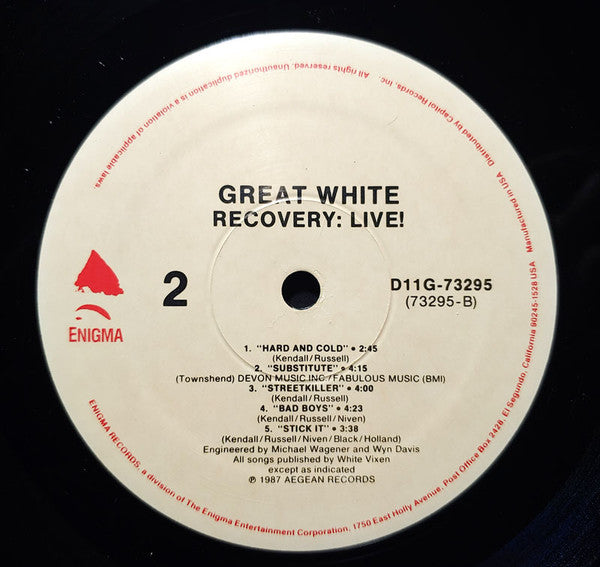 GREAT WHITE
RECOVERY: LIVE!
ENIGMA
2
D11G-73295
(73295-B)
1. "HARD AND COLD" • 2:45
(Kendall/Russell)
2. "SUBSTITUTE" • 4:15
(Townshend) DEVON MUSIC INC/FABULOUS MUSIC (BMI)
3. "STREETKILLER" • 4:00
(Kendall/Russell)
4. "BAD BOYS" • 4:23
(Kendall/Russell/Niven)
5. "STICK IT" • 3:38
(Kendall/Russell/Niven/Black/Holland)
Engineered by Michael Wagener and Wyn Davis
All songs published by White Vixen
except as indicated
℗ 1987 AEGEAN RECORDS
ENIGMA RECORDS, a division of The Enigma Entertainment Corporation, 1750 East Holly Avenue, Post Office Box 2428, El Segundo, California 90245-1528 USA
Manufactured in USA Distributed by Capitol Records, Inc. All rights reserved. Unauthorized duplication is a violation of applicable laws.